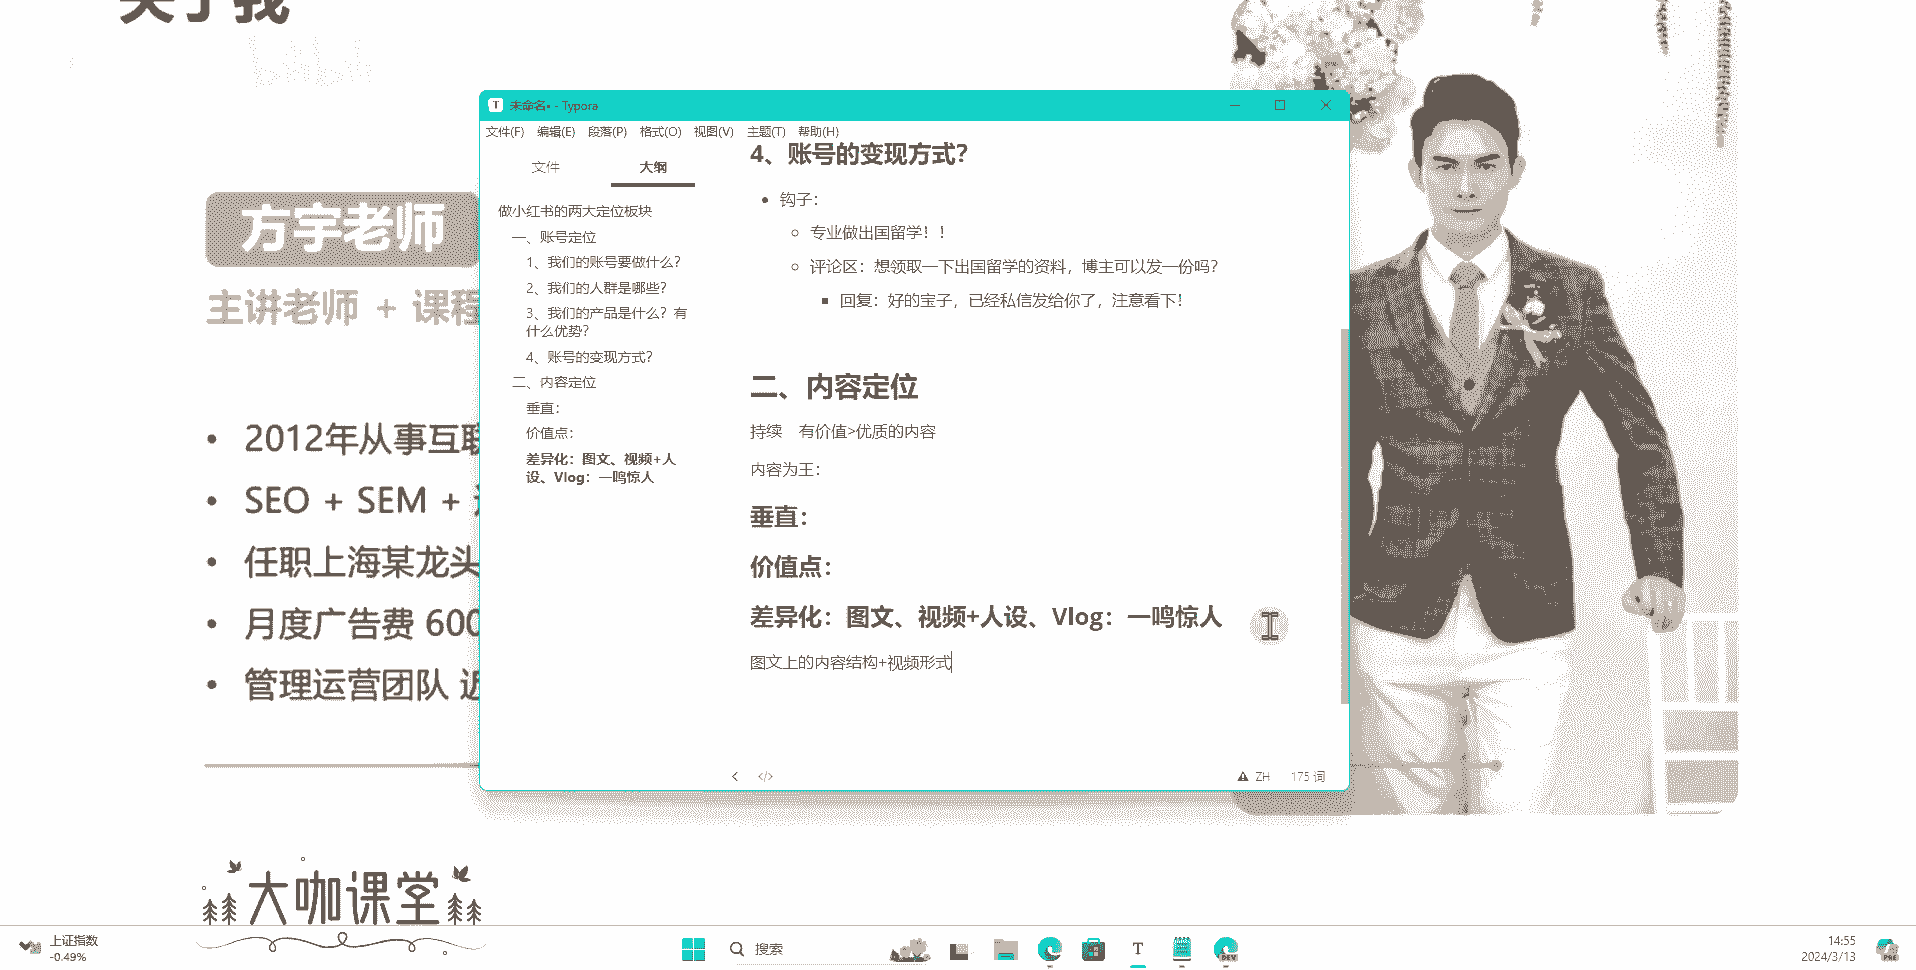 关于我
bilibili
方宇老师
主讲老师 + 课程
• 2012年从事互联
• SEO + SEM +
• 任职上海某龙头
• 月度广告费 600
• 管理运营团队 近
大咖课堂
未命名• - Typora
文件(F) 编辑(E) 段落(P) 格式(O) 视图(V) 主题(T) 帮助(H)
文件 大纲
做小红书的两大定位板块
一、账号定位
1、我们的账号要做什么？
2、我们的人群是哪些？
3、我们的产品是什么？有
什么优势？
4、账号的变现方式？
二、内容定位
垂直：
价值点：
差异化：图文、视频+人
设、Vlog：一鸣惊人
4、账号的变现方式？
• 钩子：
○ 专业做出国留学！！
○ 评论区：想领取一下出国留学的资料，博主可以发一份吗？
▪ 回复：好的宝子，已经私信发给你了，注意看下！
二、内容定位
持续 有价值>优质的内容
内容为王：
垂直：
价值点：
差异化：图文、视频+人设、Vlog：一鸣惊人
图文上的内容结构+视频形式
ZH 175 词
上证指数
-0.49%
搜索
T
DEV
14:55
2024/3/13
PRE